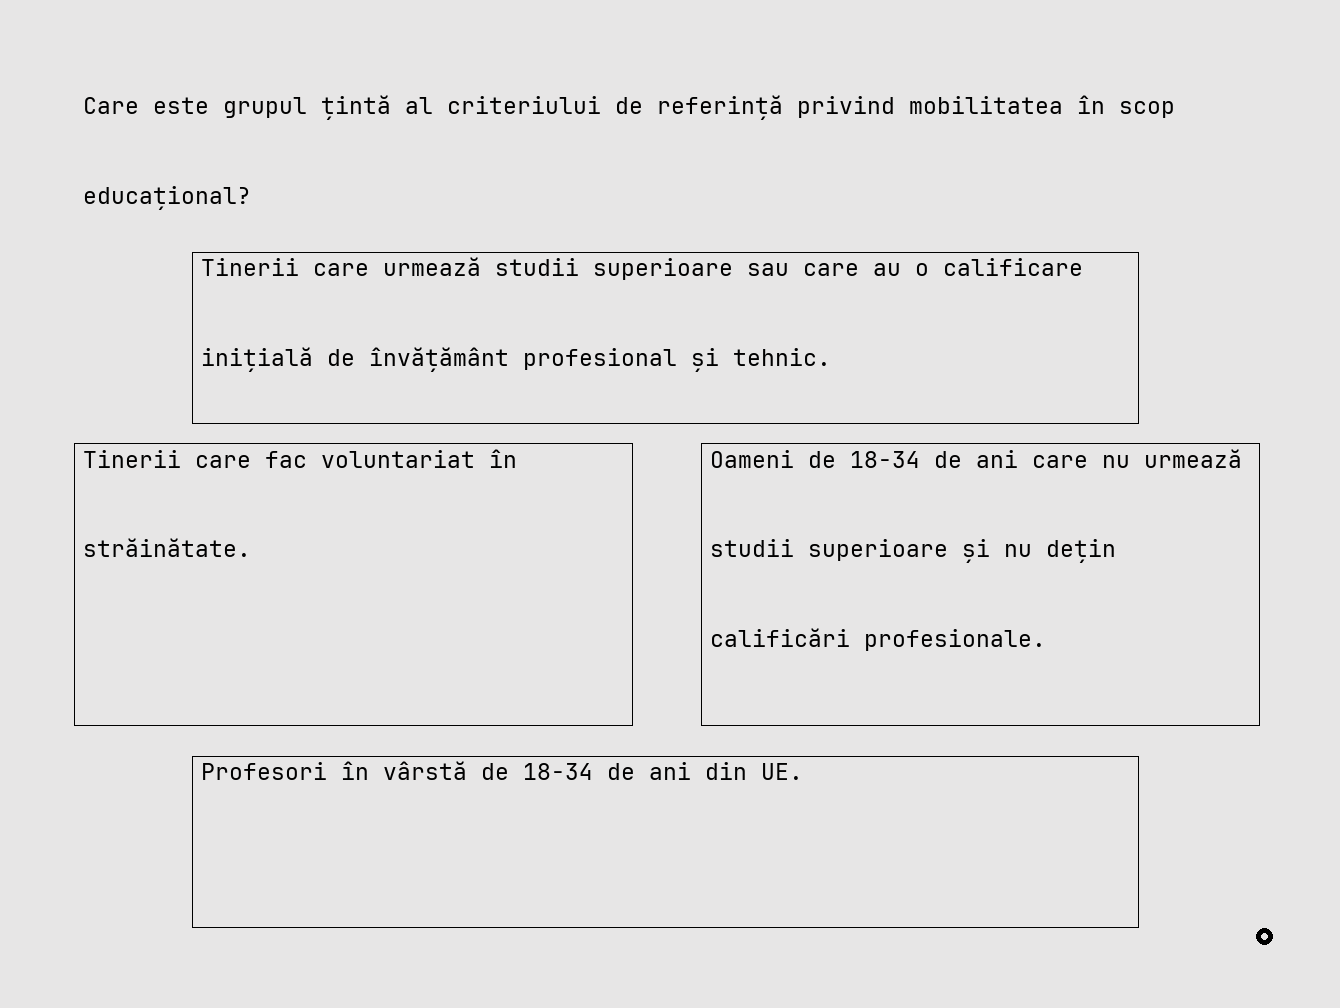 Care este grupul țintă al criteriului de referință privind mobilitatea în scop
educațional?
Tinerii care urmează studii superioare sau care au o calificare
inițială de învățământ profesional și tehnic.
Tinerii care fac voluntariat în
străinătate.
Oameni de 18-34 de ani care nu urmează
studii superioare și nu dețin
calificări profesionale.
Profesori în vârstă de 18-34 de ani din UE.